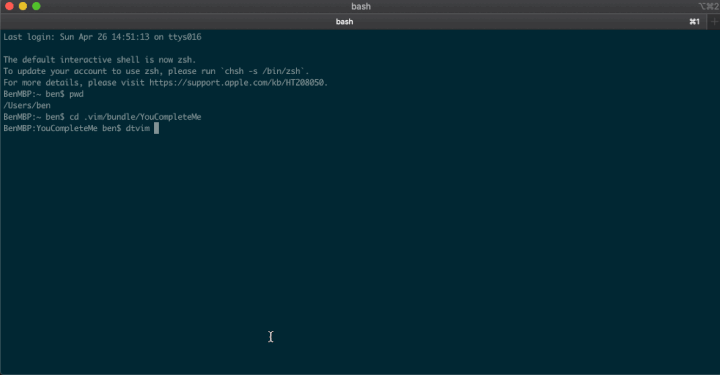 bash
⌥⌘2
bash
⌘1
Last login: Sun Apr 26 14:51:13 on ttys016
The default interactive shell is now zsh.
To update your account to use zsh, please run `chsh -s /bin/zsh`.
For more details, please visit https://support.apple.com/kb/HT208050.
BenMBP:~ ben$ pwd
/Users/ben
BenMBP:~ ben$ cd .vim/bundle/YouCompleteMe
BenMBP:YouCompleteMe ben$ dtvim